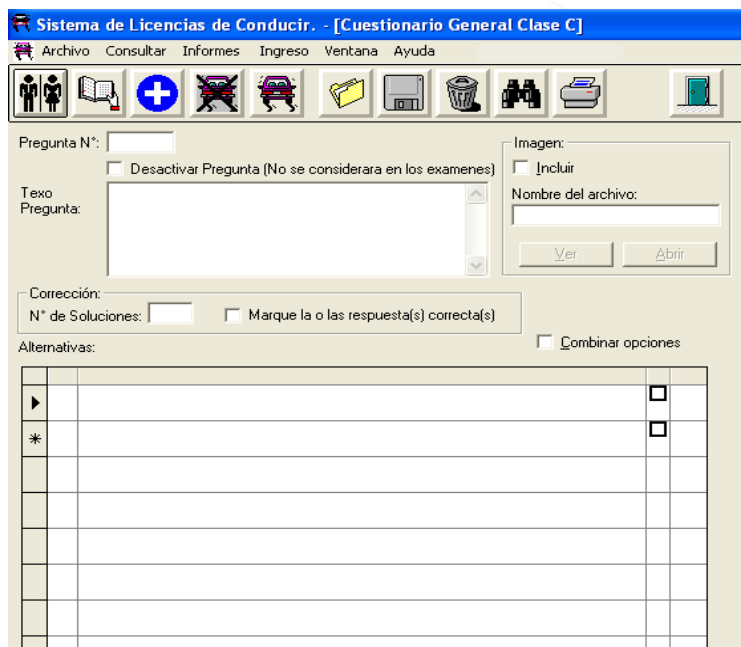 Sistema de Licencias de Conducir. - [Cuestionario General Clase C]
Archivo Consultar Informes Ingreso Ventana Ayuda
Pregunta N°:
Desactivar Pregunta (No se considerara en los examenes)
Texo
Pregunta:
Imagen:
Incluir
Nombre del archivo:
Ver Abrir
Corrección:
N° de Soluciones: Marque la o las respuesta(s) correcta(s)
Combinar opciones
Alternativas: